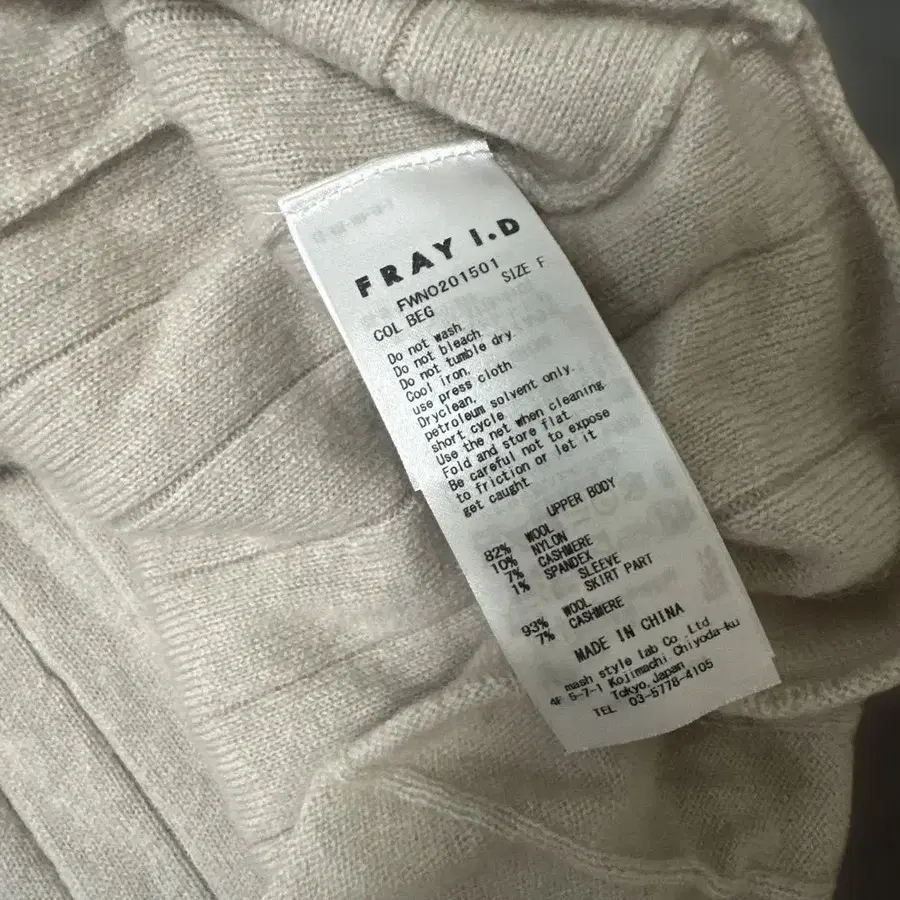 FRAY I.D
FWNO201501
COL BEG SIZE F
Do not wash
Do not bleach
Do not tumble dry.
Cool iron.
use press cloth
Dryclean.
petroleum solvent only.
short cycle
Use the net when cleaning.
Fold and store flat
Be careful not to expose
to friction or let it
get caught.
UPPER BODY
82% WOOL
10% NYLON
7% CASHMERE
1% SPANDEX
SLEEVE
SKIRT PART
93% WOOL
7% CASHMERE
MADE IN CHINA
mash style lab Co.,Ltd
4F 5-7-1 Kojimachi Chiyoda-ku
Tokyo.Japan
TEL 03-5778-4105